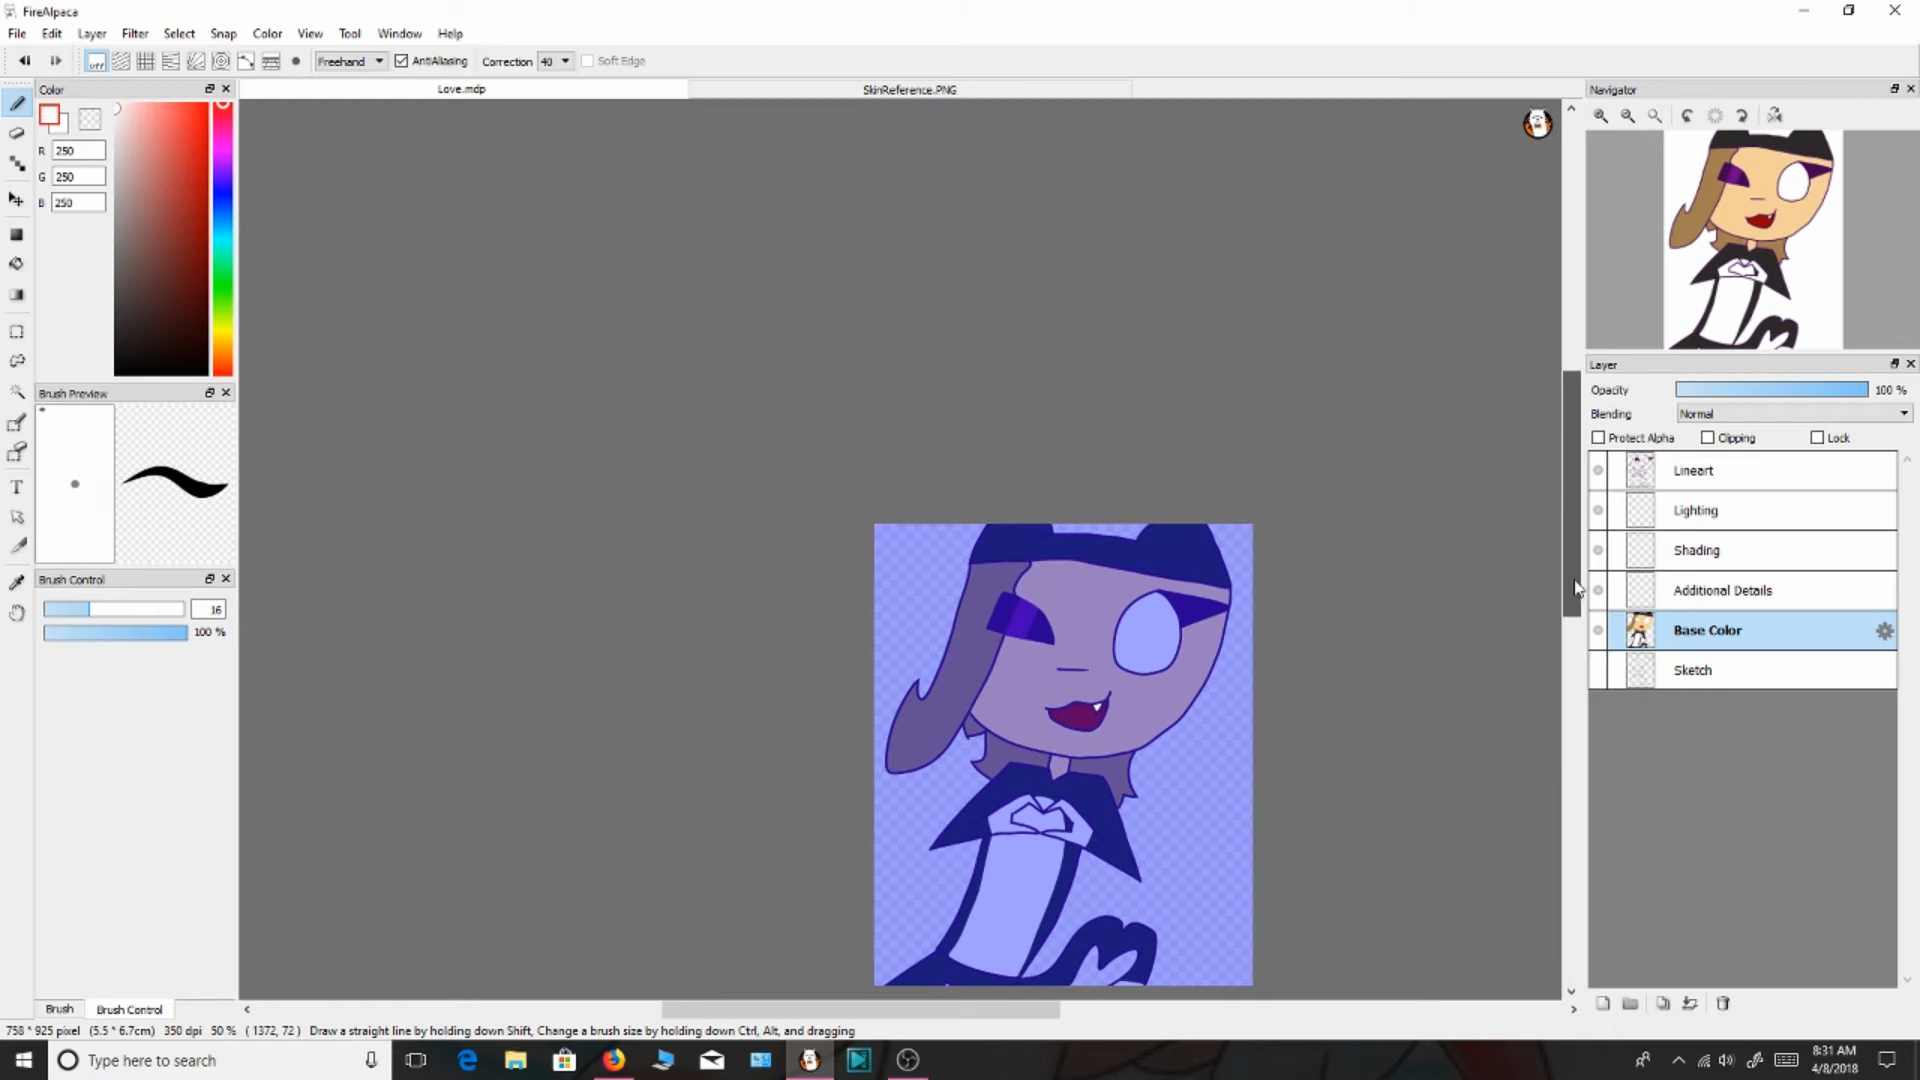 FireAlpaca
File Edit Layer Filter Select Snap Color View Tool Window Help
off Freehand AntiAliasing Correction 40 Soft Edge
Color
Love.mdp
SkinReference.PNG
Navigator
R 250
G 250
B 250
Layer
Opacity 100 %
Blending Normal
Protect Alpha Clipping Lock
Brush Preview
Lineart
Lighting
Shading
Additional Details
Base Color
Sketch
T
Brush Control
16
100 %
Brush Brush Control
758 * 925 pixel (5.5 * 6.7cm) 350 dpi 50 % ( 1372, 72 ) Draw a straight line by holding down Shift, Change a brush size by holding down Ctrl, Alt, and dragging
Type here to search
8:31 AM
4/8/2018